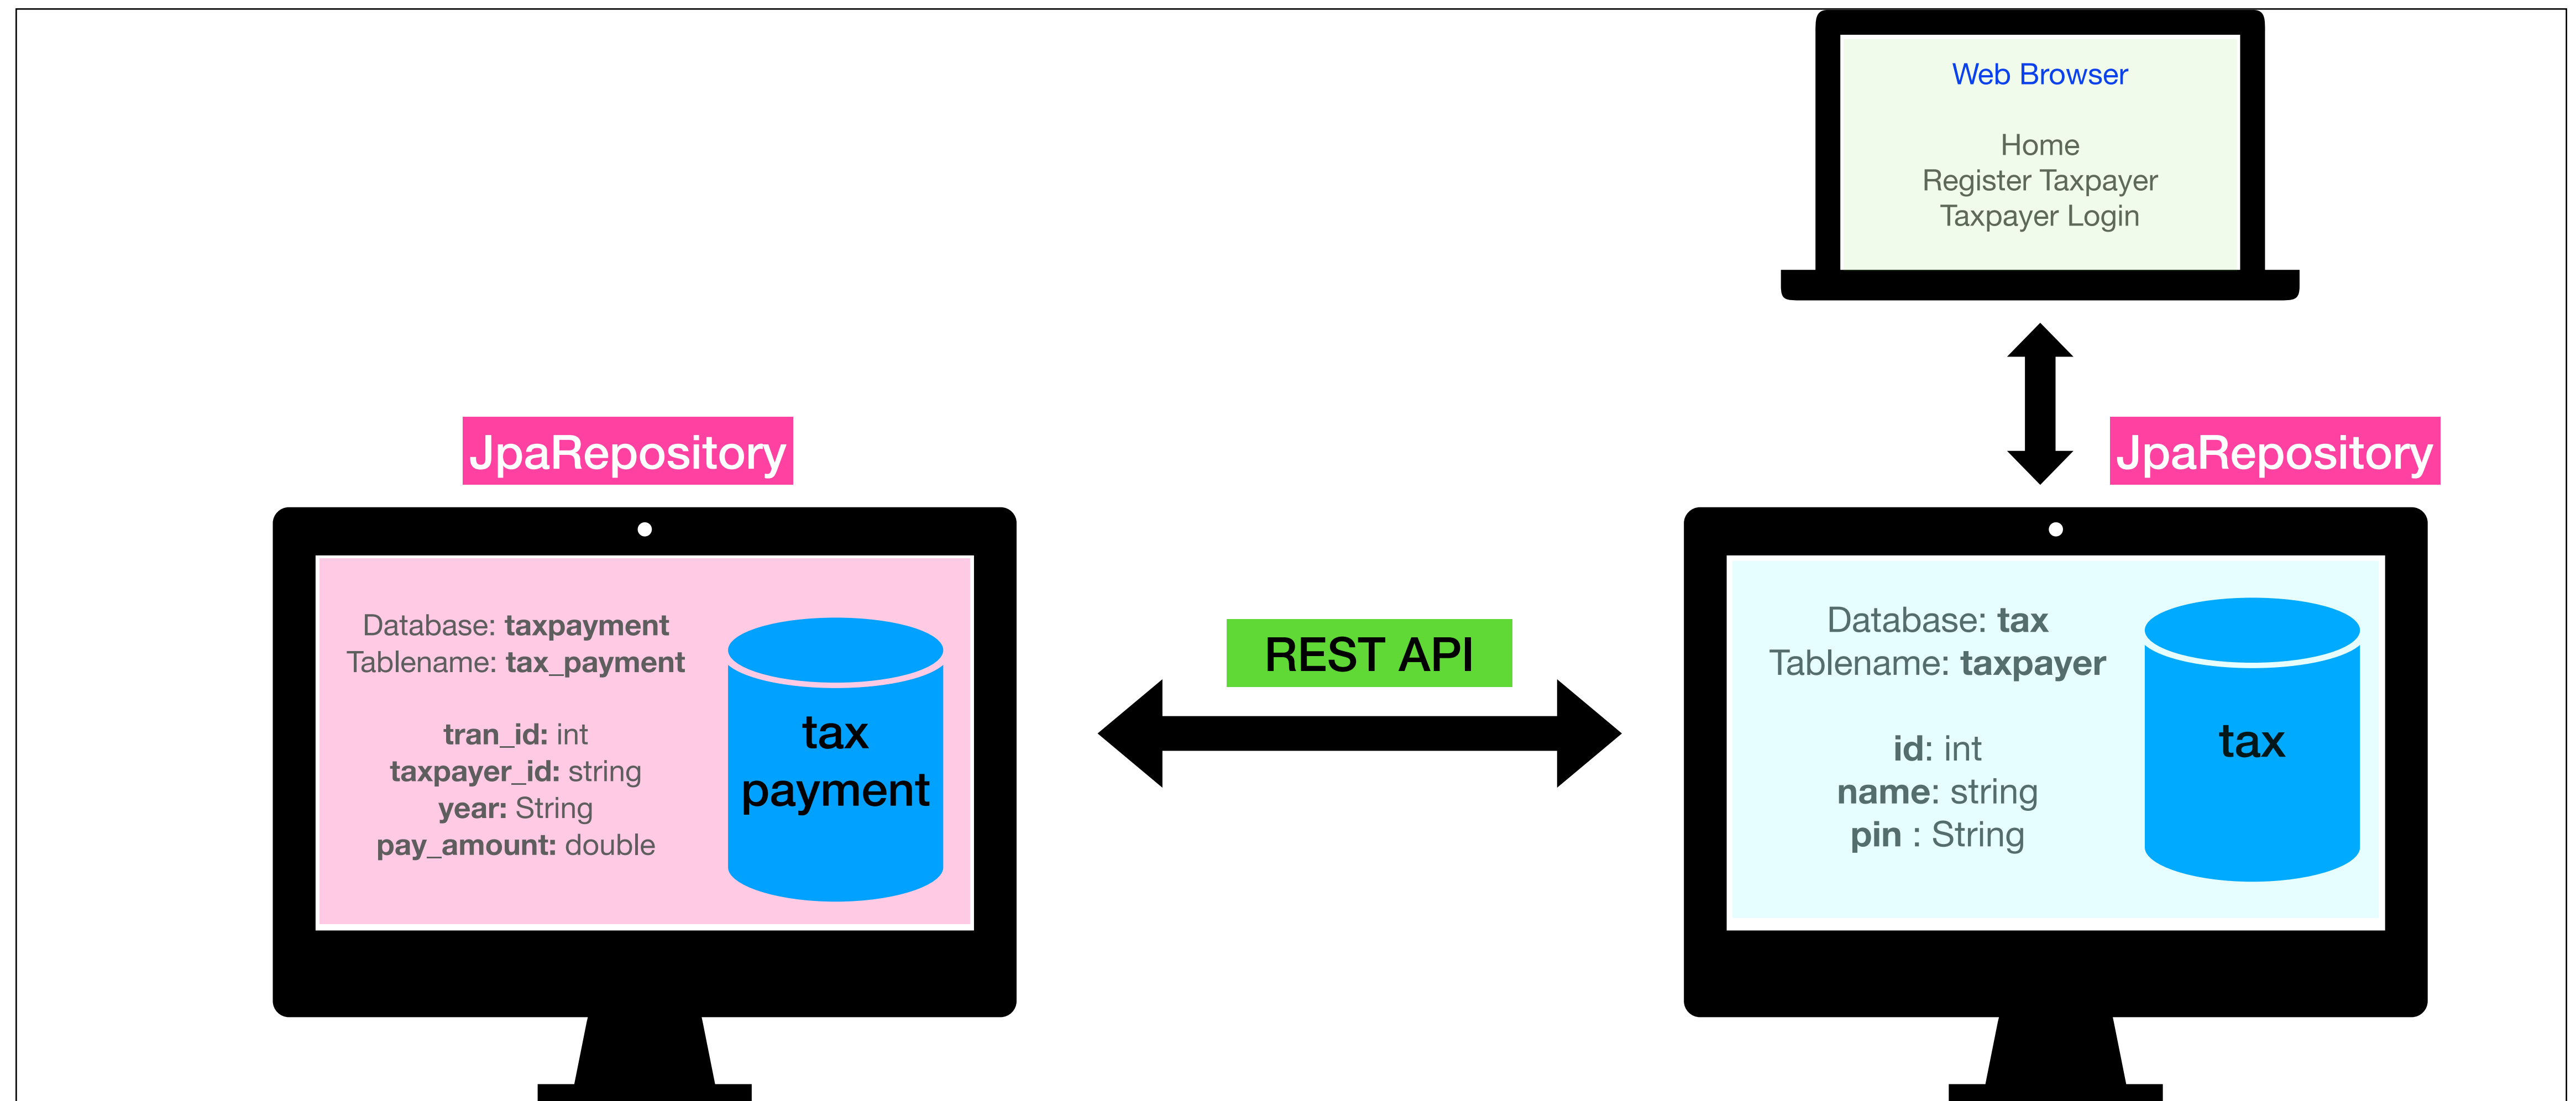 Web Browser
Home
Register Taxpayer
Taxpayer Login
JpaRepository
JpaRepository
Database: taxpayment
Tablename: tax_payment
tran_id: int
taxpayer_id: string
year: String
pay_amount: double
tax
payment
REST API
Database: tax
Tablename: taxpayer
id: int
name: string
pin : String
tax